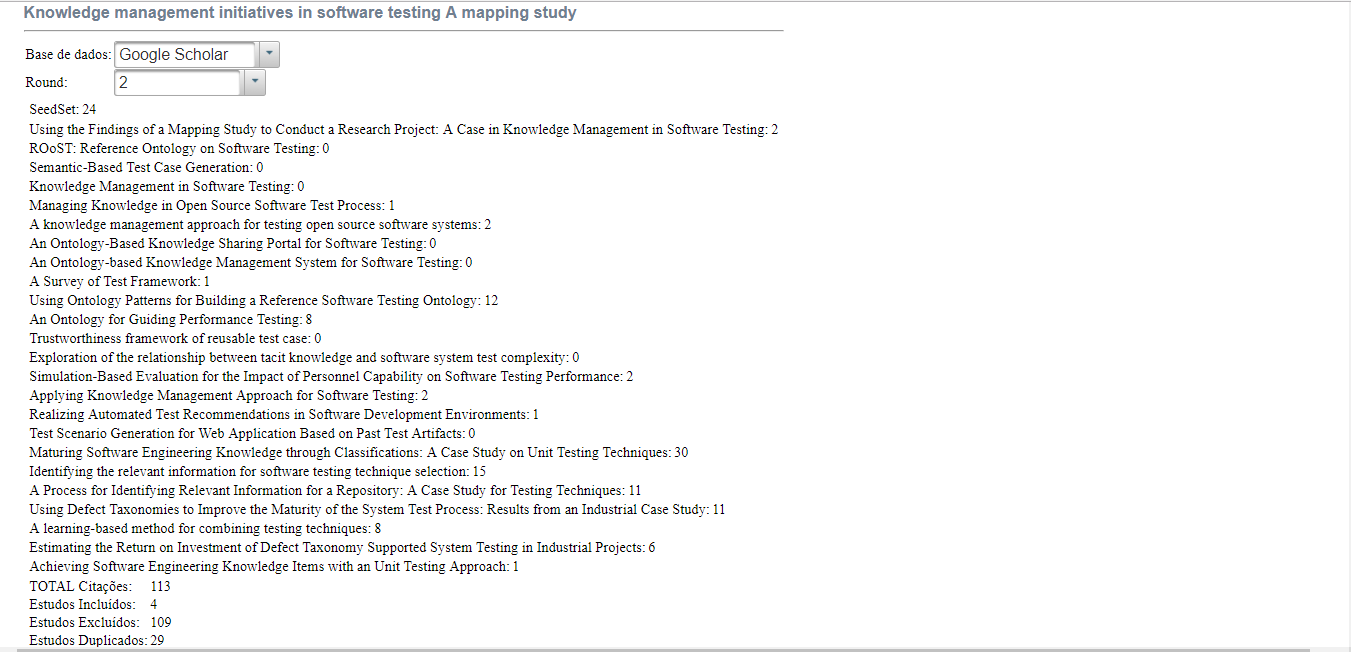 Knowledge management initiatives in software testing A mapping study
Base de dados: Google Scholar
Round: 2
SeedSet: 24
Using the Findings of a Mapping Study to Conduct a Research Project: A Case in Knowledge Management in Software Testing: 2
ROoST: Reference Ontology on Software Testing: 0
Semantic-Based Test Case Generation: 0
Knowledge Management in Software Testing: 0
Managing Knowledge in Open Source Software Test Process: 1
A knowledge management approach for testing open source software systems: 2
An Ontology-Based Knowledge Sharing Portal for Software Testing: 0
An Ontology-based Knowledge Management System for Software Testing: 0
A Survey of Test Framework: 1
Using Ontology Patterns for Building a Reference Software Testing Ontology: 12
An Ontology for Guiding Performance Testing: 8
Trustworthiness framework of reusable test case: 0
Exploration of the relationship between tacit knowledge and software system test complexity: 0
Simulation-Based Evaluation for the Impact of Personnel Capability on Software Testing Performance: 2
Applying Knowledge Management Approach for Software Testing: 2
Realizing Automated Test Recommendations in Software Development Environments: 1
Test Scenario Generation for Web Application Based on Past Test Artifacts: 0
Maturing Software Engineering Knowledge through Classifications: A Case Study on Unit Testing Techniques: 30
Identifying the relevant information for software testing technique selection: 15
A Process for Identifying Relevant Information for a Repository: A Case Study for Testing Techniques: 11
Using Defect Taxonomies to Improve the Maturity of the System Test Process: Results from an Industrial Case Study: 11
A learning-based method for combining testing techniques: 8
Estimating the Return on Investment of Defect Taxonomy Supported System Testing in Industrial Projects: 6
Achieving Software Engineering Knowledge Items with an Unit Testing Approach: 1
TOTAL Citações: 113
Estudos Incluídos: 4
Estudos Excluídos: 109
Estudos Duplicados: 29